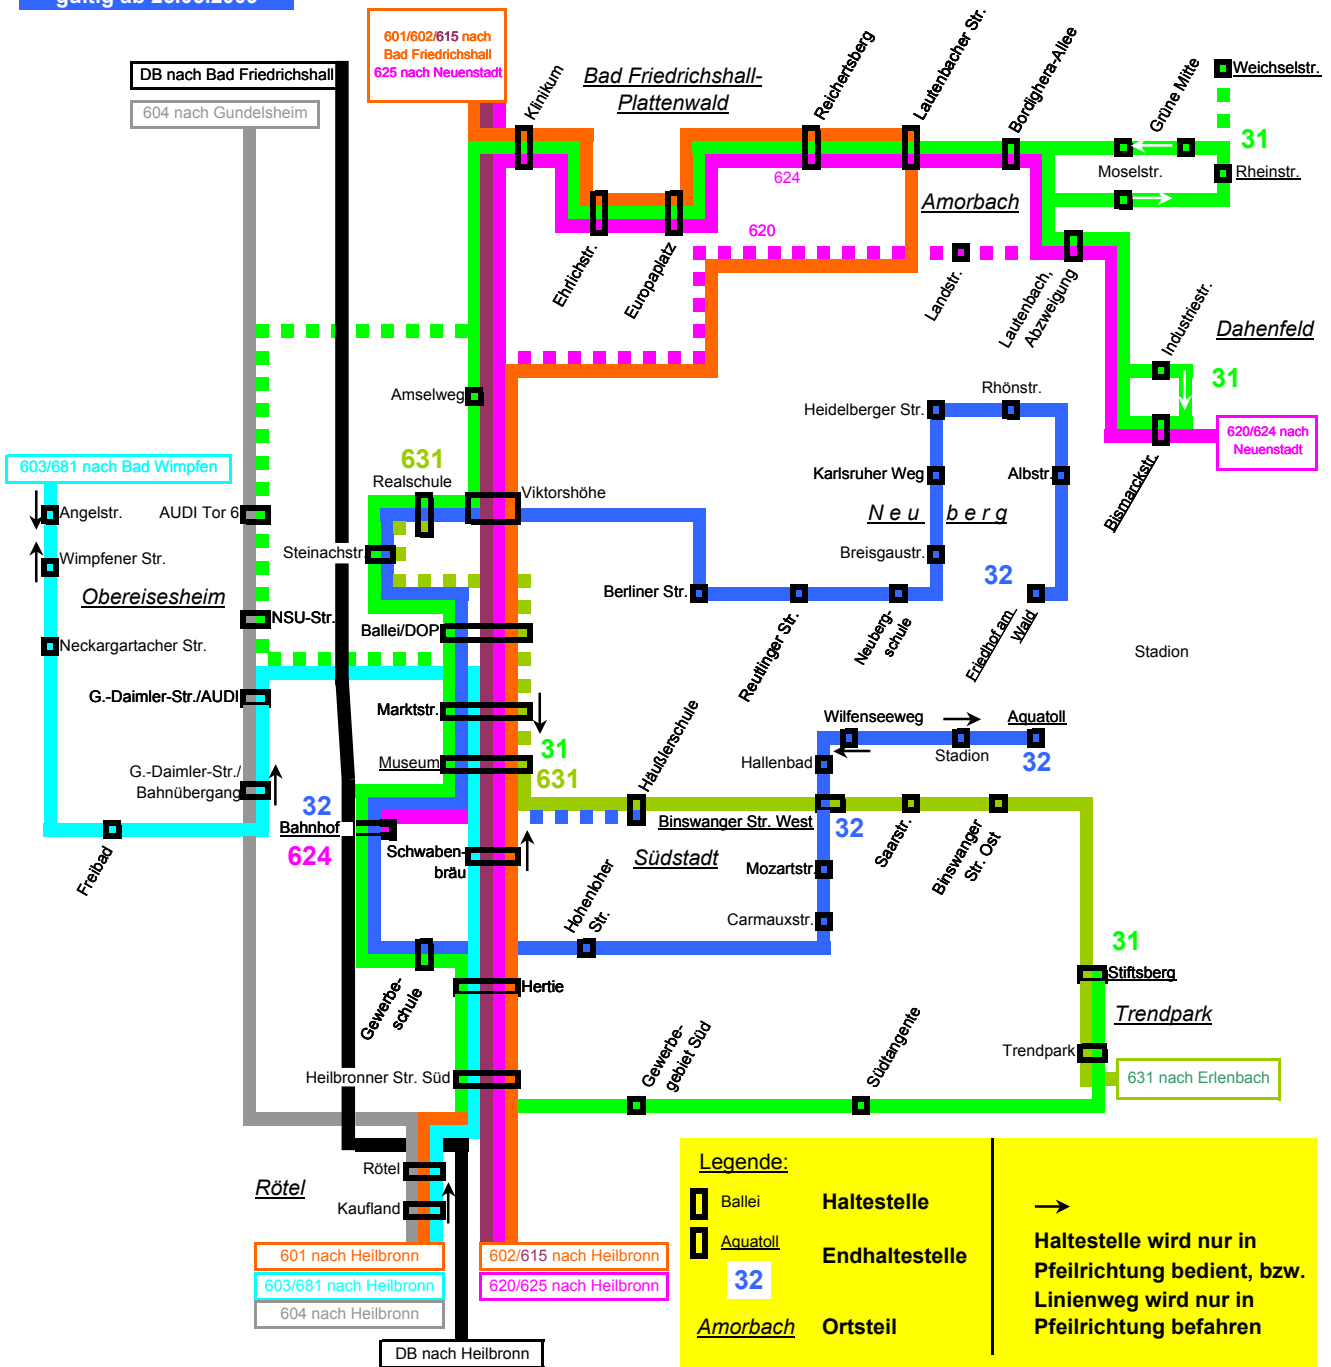 601/602/615 nach
Bad Friedrichshall
625 nach Neuenstadt
DB nach Bad Friedrichshall
604 nach Gundelsheim
Klinikum
Bad Friedrichshall-
Plattenwald
Reichertsberg
Lautenbacher Str.
Bordighera-Allee
Grüne Mitte
Weichselstr.
31
Moselstr.
Rheinstr.
624
Amorbach
620
Ehrlichstr.
Europaplatz
Landstr.
Lautenbach,
Abzweigung
Industriestr.
Dahenfeld
31
Amselweg
Heidelberger Str.
Rhönstr.
620/624 nach
Neuenstadt
603/681 nach Bad Wimpfen
631
Realschule
Karlsruher Weg
Albstr.
Bismarckstr.
Angelstr.
AUDI Tor 6
Viktorshöhe
Neuberg
Wimpfener Str.
Steinachstr.
Breisgaustr.
32
Obereisesheim
Berliner Str.
NSU-Str.
Ballei/DOP
Reutlinger Str.
Neuberg-
schule
Friedhof am
Wald
Neckargartacher Str.
Stadion
G.-Daimler-Str./AUDI
Marktstr.
Wilfenseeweg
Aquatoll
31
Häußlerschule
Stadion
Museum
Hallenbad
32
G.-Daimler-Str./
Bahnübergang
631
32
Bahnhof
624
Binswanger Str. West
32
Schwaben-
bräu
Südstadt
Saarstr.
Binswanger
Str. Ost
Freibad
Mozartstr.
Hohenloher
Str.
Carmauxstr.
31
Stiftsberg
Gewerbe-
schule
Hertie
Trendpark
Gewerbe-
gebiet Süd
Südtangente
Trendpark
Heilbronner Str. Süd
631 nach Erlenbach
Rötel
Rötel
Kaufland
601 nach Heilbronn
602/615 nach Heilbronn
603/681 nach Heilbronn
620/625 nach Heilbronn
604 nach Heilbronn
DB nach Heilbronn
Legende:
Ballei
Haltestelle
Aquatoll
Endhaltestelle
32
Amorbach
Ortsteil
Haltestelle wird nur in
Pfeilrichtung bedient, bzw.
Linienweg wird nur in
Pfeilrichtung befahren